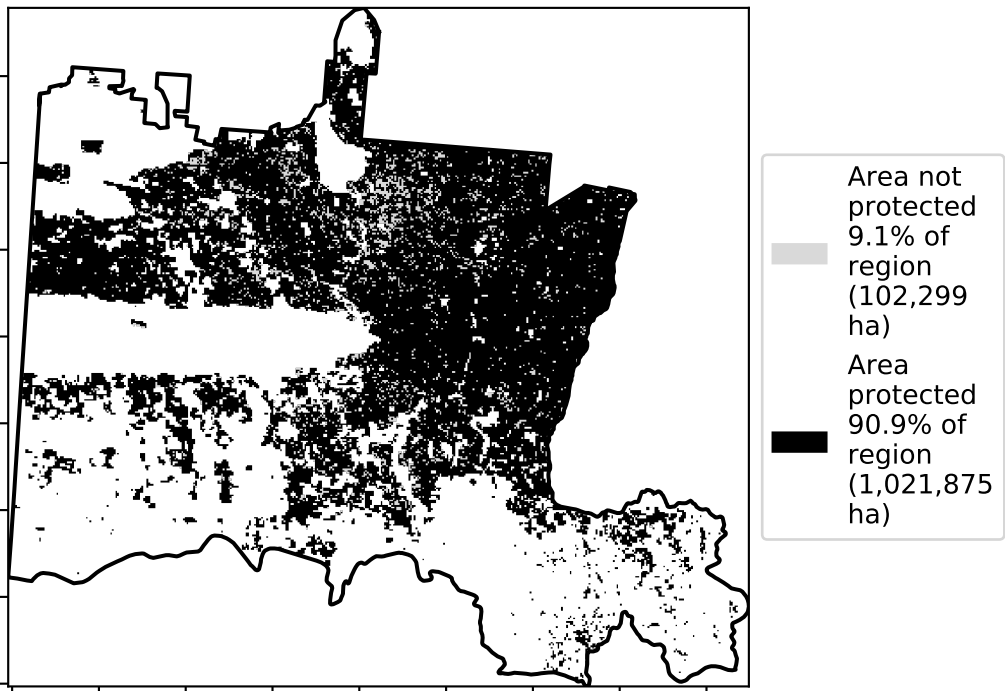 Area not
protected
9.1% of
region
(102,299
ha)
Area
protected
90.9% of
region
(1,021,875
ha)